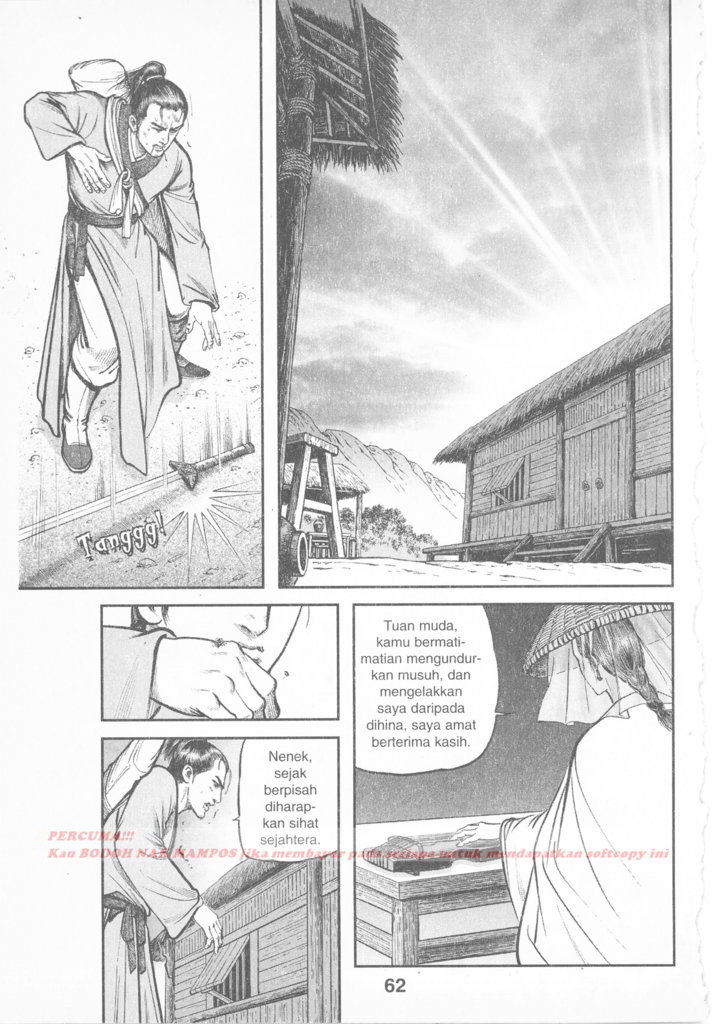 Tanggg!
Tuan muda,
kamu bermati-
matian mengundur-
kan musuh, dan
mengelakkan
saya daripada
dihina, saya amat
berterima kasih.
Nenek,
sejak
berpisah
diharap-
kan sihat
sejahtera.
PERCUMA!!!
Kau BODOH NAK MAMPOS jika membayar pada sesiapa untuk mendapatkan softcopy ini
62